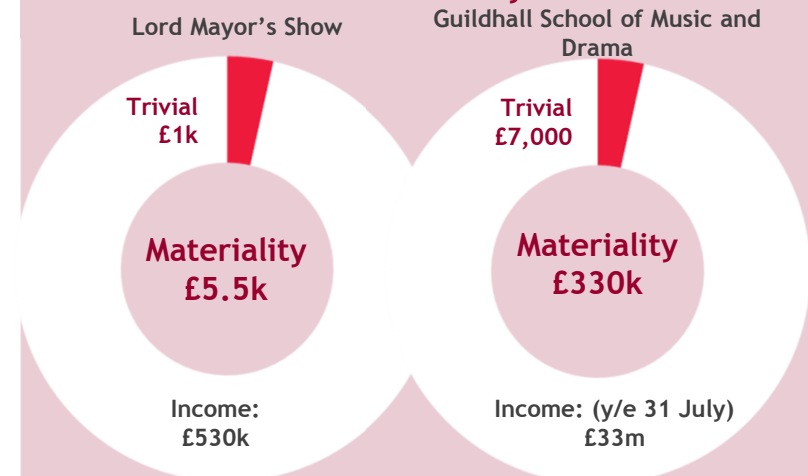 Lord Mayor's Show
Trivial
£1k
Materiality
£5.5k
Income:
£530k
Guildhall School of Music and
Drama
Trivial
£7,000
Materiality
£330k
Income: (y/e 31 July)
£33m